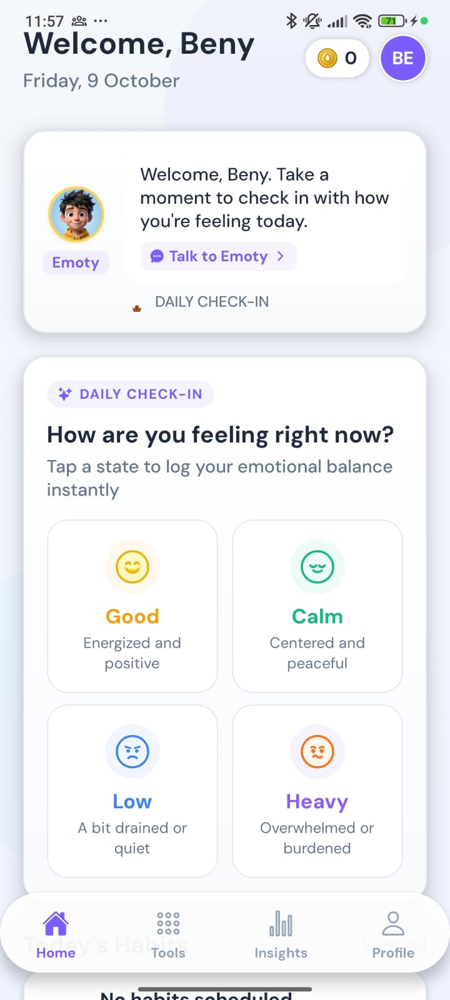 11:57
71
Welcome, Beny
0
BE
Friday, 9 October
Welcome, Beny. Take a
moment to check in with how
you're feeling today.
Talk to Emoty
Emoty
DAILY CHECK-IN
DAILY CHECK-IN
How are you feeling right now?
Tap a state to log your emotional balance
instantly
Good
Energized and
positive
Calm
Centered and
peaceful
Low
A bit drained or
quiet
Heavy
Overwhelmed or
burdened
Today's Habits
View All
Home
Tools
Insights
Profile
No habits scheduled